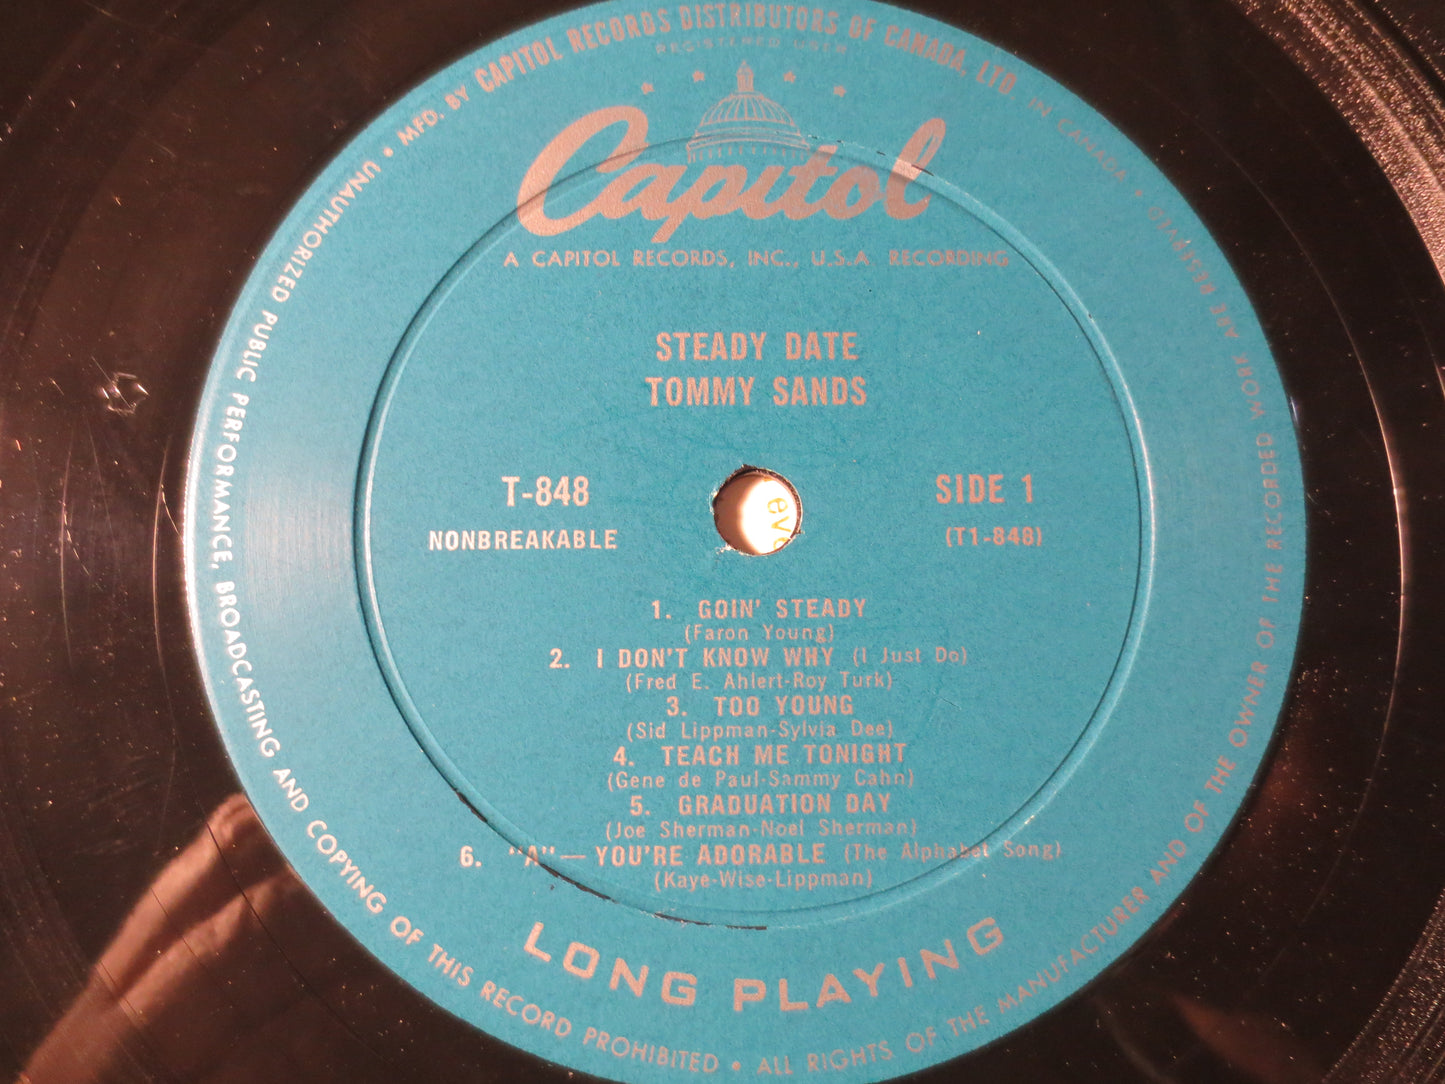 MFD. BY CAPITOL RECORDS DISTRIBUTORS OF CANADA, LTD. IN CANADA • 
REGISTERED USER
Capitol
A CAPITOL RECORDS, INC., U.S.A. RECORDING
STEADY DATE
TOMMY SANDS
T-848
SIDE 1
NONBREAKABLE
(T1-848)
1. GOIN' STEADY
(Faron Young)
2. I DON'T KNOW WHY (I Just Do)
(Fred E. Ahlert-Roy Turk)
3. TOO YOUNG
(Sid Lippman-Sylvia Dee)
4. TEACH ME TONIGHT
(Gene de Paul-Sammy Cahn)
5. GRADUATION DAY
(Joe Sherman-Noel Sherman)
6. "A" — YOU'RE ADORABLE (The Alphabet Song)
(Kaye-Wise-Lippman)
LONG PLAYING
UNAUTHORIZED PUBLIC PERFORMANCE, BROADCASTING AND COPYING OF THIS RECORD PROHIBITED • ALL RIGHTS OF THE MANUFACTURER AND OF THE OWNER OF THE RECORDED WORK ARE RESERVED •